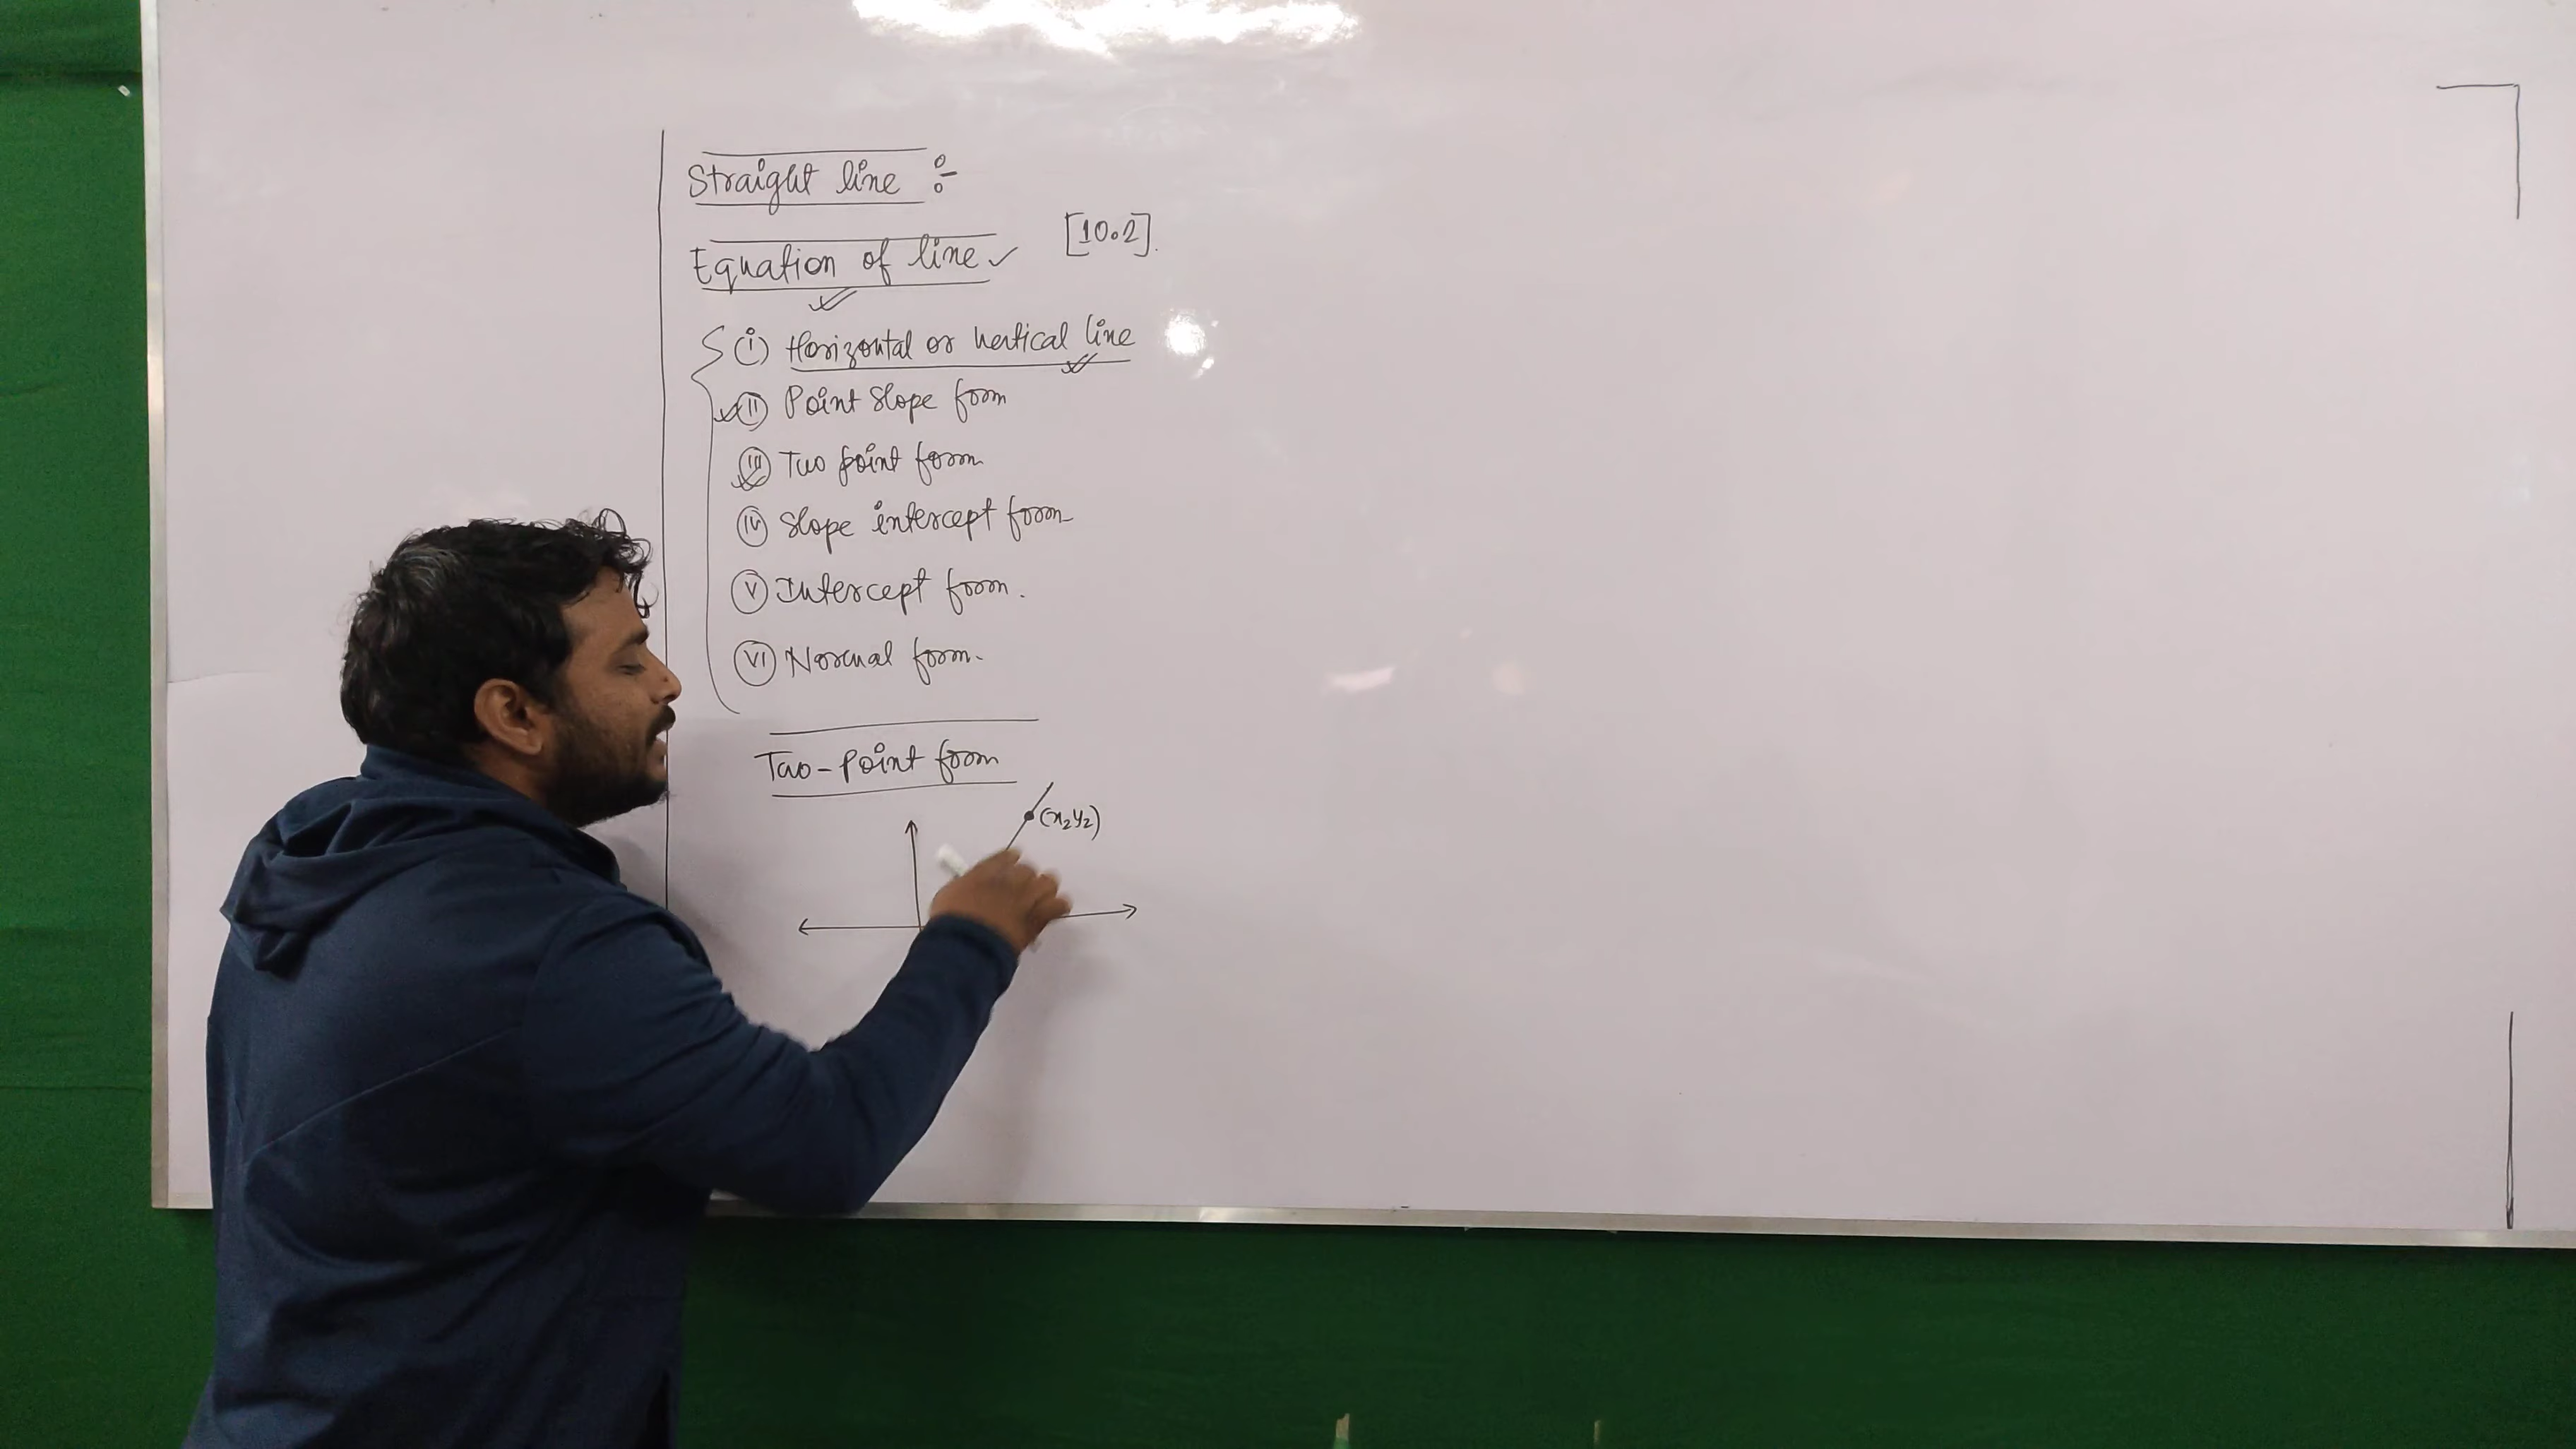 Straight line :-
Equation of line ✓ [10.2].
(i) Horizontal or vertical line
(ii) Point slope form
(iii) Two point form
(iv) Slope intercept form
(v) Intercept form.
(vi) Normal form.
Two-point form
(x₂y₂)